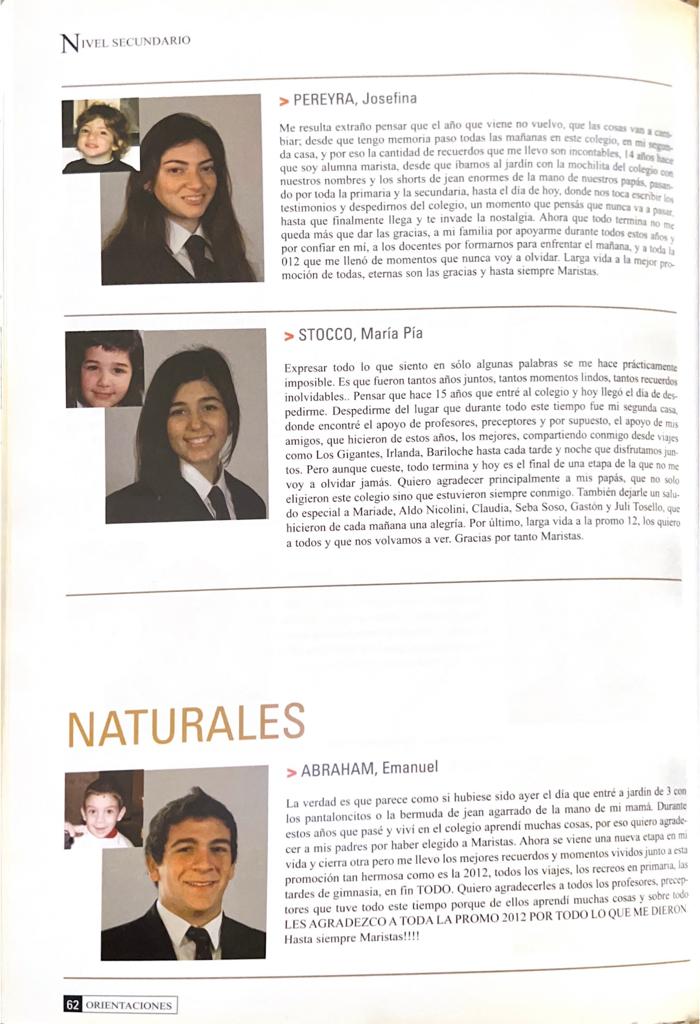 NIVEL SECUNDARIO
> PEREYRA, Josefina
Me resulta extraño pensar que el año que viene no vuelvo, que las cosas van a cam-
biar; desde que tengo memoria paso todas las mañanas en este colegio, en mi segun-
da casa, y por eso la cantidad de recuerdos que me llevo son incontables, 14 años hace
que soy alumna marista, desde que ibamos al jardín con la mochilita del colegio con
nuestros nombres y los shorts de jean enormes de la mano de nuestros papás, pasan-
do por toda la primaria y la secundaria, hasta el día de hoy, donde nos toca escribir los
testimonios y despedirnos del colegio, un momento que pensás que nunca va a pasar,
hasta que finalmente llega y te invade la nostalgia. Ahora que todo termina no me
queda más que dar las gracias, a mi familia por apoyarme durante todos estos años y
por confiar en mí, a los docentes por formarnos para enfrentar el mañana, y a toda la
012 que me llenó de momentos que nunca voy a olvidar. Larga vida a la mejor pro-
moción de todas, eternas son las gracias y hasta siempre Maristas.
> STOCCO, María Pía
Expresar todo lo que siento en sólo algunas palabras se me hace prácticamente
imposible. Es que fueron tantos años juntos, tantos momentos lindos, tantos recuerdos
inolvidables.. Pensar que hace 15 años que entré al colegio y hoy llegó el día de des-
pedirme. Despedirme del lugar que durante todo este tiempo fue mi segunda casa,
donde encontré el apoyo de profesores, preceptores y por supuesto, el apoyo de mis
amigos, que hicieron de estos años, los mejores, compartiendo conmigo desde viajes
como Los Gigantes, Irlanda, Bariloche hasta cada tarde y noche que disfrutamos jun-
tos. Pero aunque cueste, todo termina y hoy es el final de una etapa de la que no me
voy a olvidar jamás. Quiero agradecer principalmente a mis papás, que no solo
eligieron este colegio sino que estuvieron siempre conmigo. También dejarle un salu-
do especial a Mariade, Aldo Nicolini, Claudia, Seba Soso, Gastón y Juli Tosello, que
hicieron de cada mañana una alegría. Por último, larga vida a la promo 12, los quiero
a todos y que nos volvamos a ver. Gracias por tanto Maristas.
NATURALES
> ABRAHAM, Emanuel
La verdad es que parece como si hubiese sido ayer el día que entré a jardin de 3 con
los pantaloncitos o la bermuda de jean agarrado de la mano de mi mamá. Durante
estos años que pasé y viví en el colegio aprendí muchas cosas, por eso quiero agrade-
cer a mis padres por haber elegido a Maristas. Ahora se viene una nueva etapa en mi
vida y cierra otra pero me llevo los mejores recuerdos y momentos vividos junto a esta
promoción tan hermosa como es la 2012, todos los viajes, los recreos en primaria, las
tardes de gimnasia, en fin TODO. Quiero agradecerles a todos los profesores, precep-
tores que tuve todo este tiempo porque de ellos aprendí muchas cosas y sobre todo
LES AGRADEZCO A TODA LA PROMO 2012 POR TODO LO QUE ME DIERON
Hasta siempre Maristas!!!!
62 ORIENTACIONES